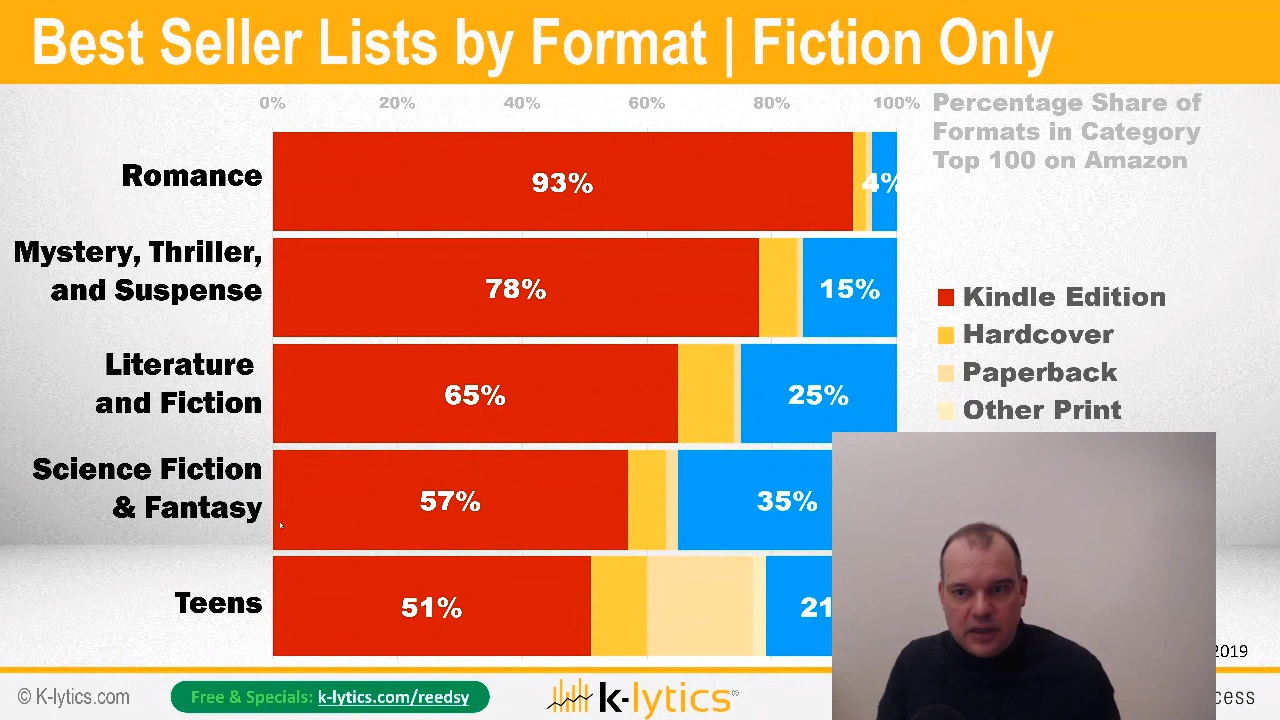 Best Seller Lists by Format | Fiction Only
0% 20% 40% 60% 80% 100%
Percentage Share of
Formats in Category
Top 100 on Amazon
Romance
93% 4%
Mystery, Thriller,
and Suspense
78% 15%
Literature
and Fiction
65% 25%
Science Fiction
& Fantasy
57% 35%
Teens
51% 21
Kindle Edition
Hardcover
Paperback
Other Print
2019
© K-lytics.com
Free & Specials: k-lytics.com/reedsy
k-lytics®